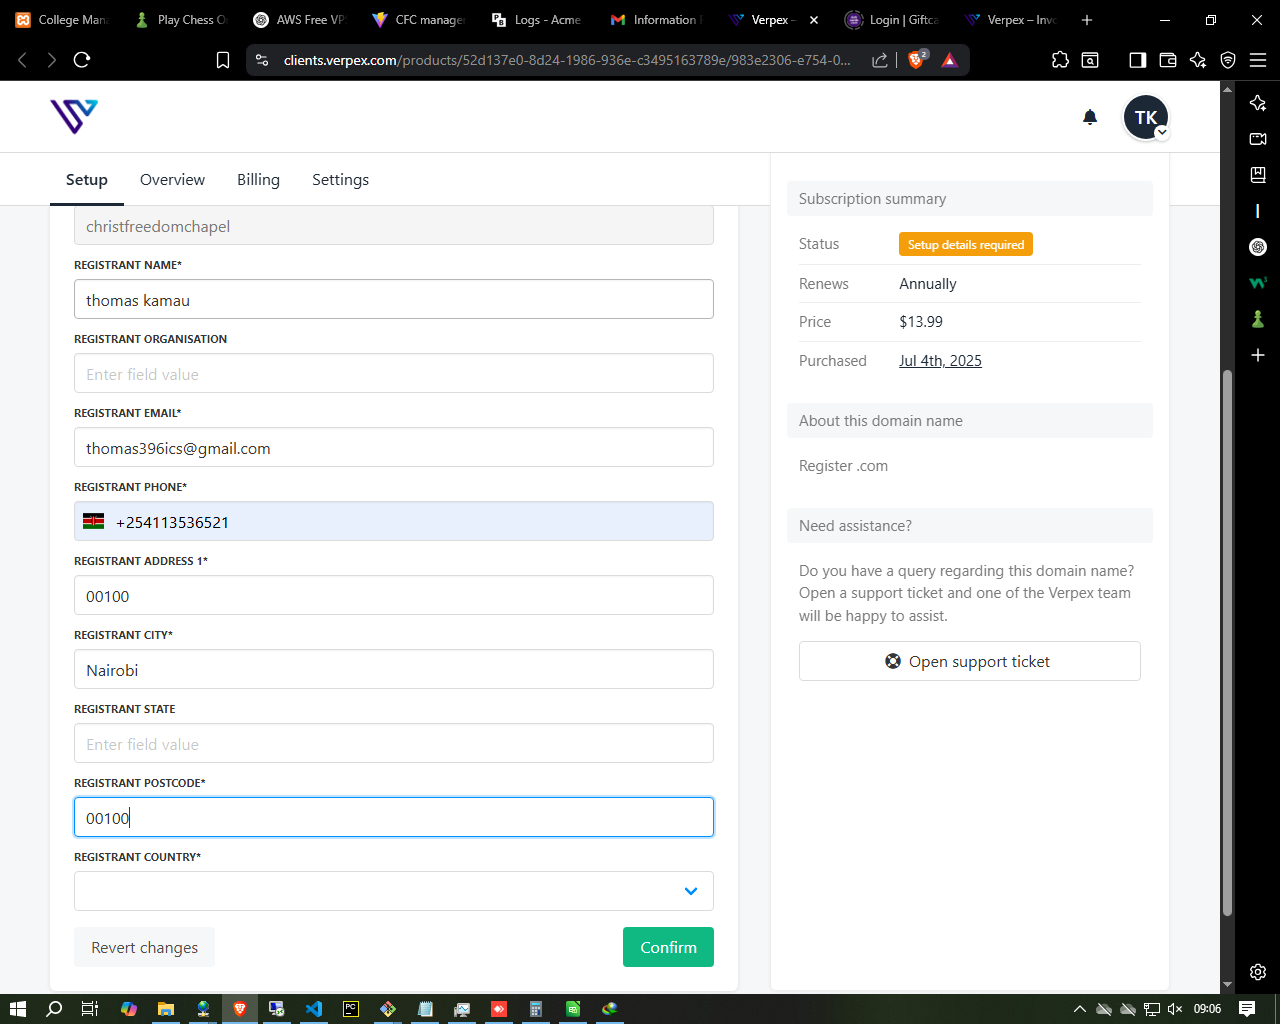 College Mana
Play Chess O
AWS Free VP
CFC manage
Logs - Acme
Information
Verpex –
Login | Giftca
Verpex – Inv
clients.verpex.com/products/52d137e0-8d24-1986-936e-c3495163789e/983e2306-e754-0...
2
TK
Setup
Overview
Billing
Settings
christfreedomchapel
REGISTRANT NAME*
thomas kamau
REGISTRANT ORGANISATION
Enter field value
REGISTRANT EMAIL*
thomas396ics@gmail.com
REGISTRANT PHONE*
+254113536521
REGISTRANT ADDRESS 1*
00100
REGISTRANT CITY*
Nairobi
REGISTRANT STATE
Enter field value
REGISTRANT POSTCODE*
00100
REGISTRANT COUNTRY*
Revert changes
Confirm
Subscription summary
Status
Setup details required
Renews
Annually
Price
$13.99
Purchased
Jul 4th, 2025
About this domain name
Register .com
Need assistance?
Do you have a query regarding this domain name?
Open a support ticket and one of the Verpex team
will be happy to assist.
Open support ticket
PC
09:06